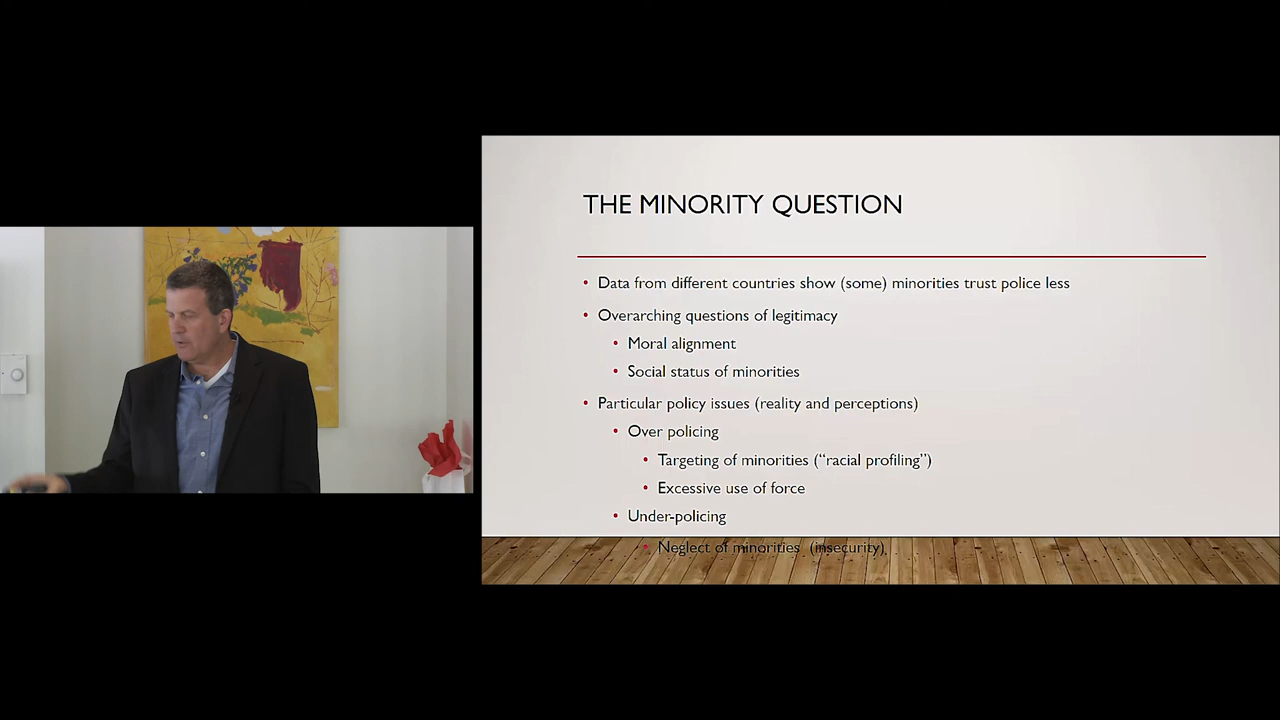 THE MINORITY QUESTION
• Data from different countries show (some) minorities trust police less
• Overarching questions of legitimacy
• Moral alignment
• Social status of minorities
• Particular policy issues (reality and perceptions)
• Over policing
• Targeting of minorities (“racial profiling”)
• Excessive use of force
• Under-policing
• Neglect of minorities (insecurity)